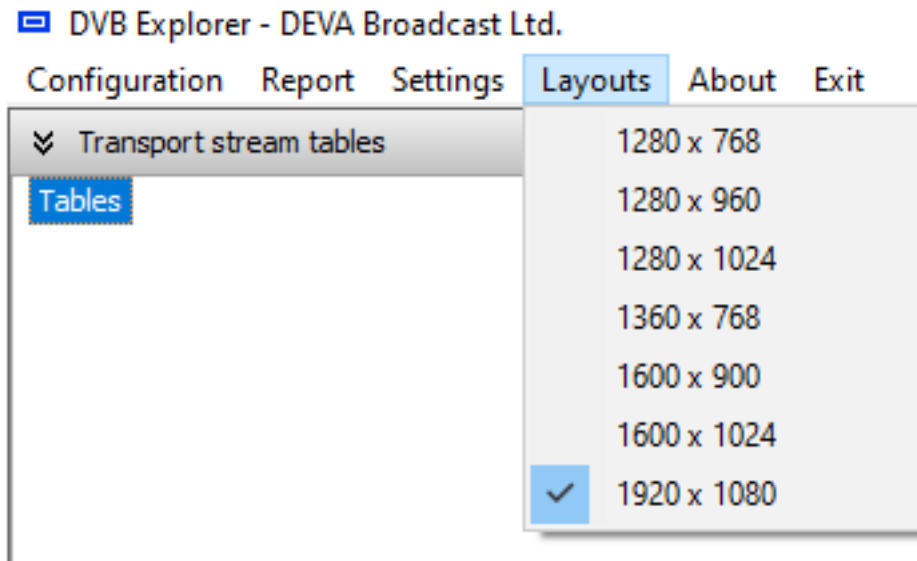 DVB Explorer - DEVA Broadcast Ltd.
Configuration Report Settings Layouts About Exit
Transport stream tables
Tables
1280 x 768
1280 x 960
1280 x 1024
1360 x 768
1600 x 900
1600 x 1024
1920 x 1080